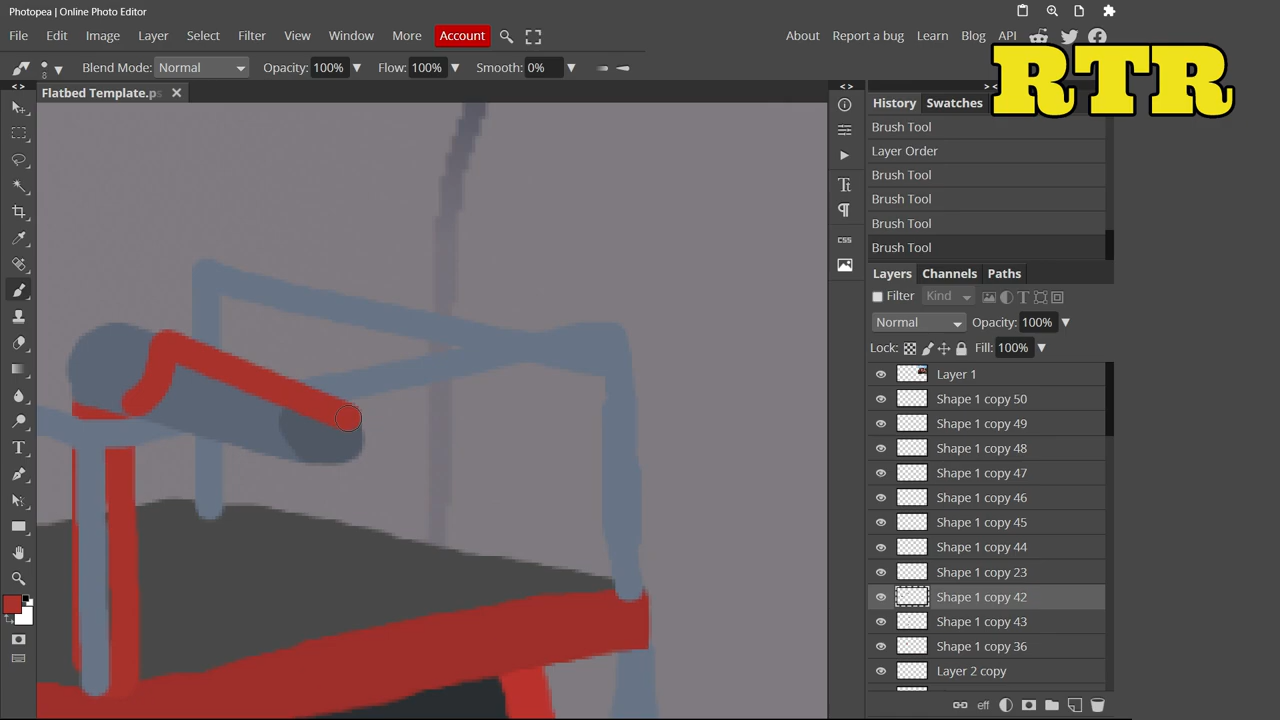 Photopea | Online Photo Editor
File Edit Image Layer Select Filter View Window More Account
About Report a bug Learn Blog API
RTR
8 Blend Mode: Normal Opacity: 100% Flow: 100% Smooth: 0%
Flatbed Template.ps
History Swatches
Brush Tool
Layer Order
Brush Tool
Brush Tool
Brush Tool
Brush Tool
CSS
Layers Channels Paths
Filter Kind
Normal Opacity: 100%
Lock: Fill: 100%
Layer 1
Shape 1 copy 50
Shape 1 copy 49
Shape 1 copy 48
Shape 1 copy 47
Shape 1 copy 46
Shape 1 copy 45
Shape 1 copy 44
Shape 1 copy 23
Shape 1 copy 42
Shape 1 copy 43
Shape 1 copy 36
Layer 2 copy
eff